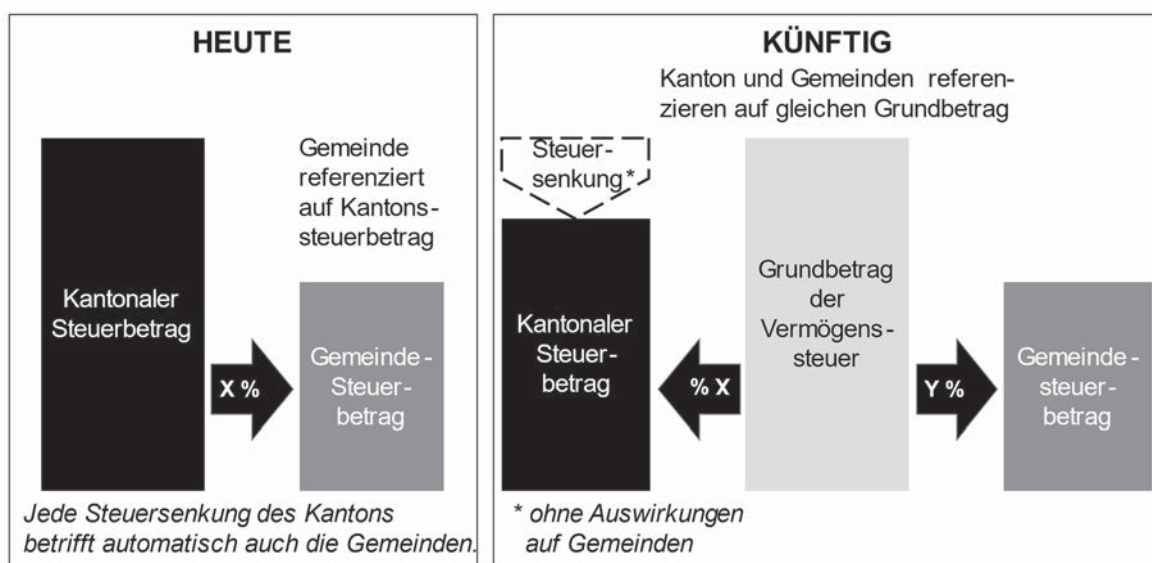 HEUTE
Gemeinde
referenziert
auf Kantons-
steuerbetrag
Kantonaler
Steuerbetrag
X %
Gemeinde-
Steuer-
betrag
Jede Steuersenkung des Kantons
betrifft automatisch auch die Gemeinden.
KÜNFTIG
Kanton und Gemeinden referen-
zieren auf gleichen Grundbetrag
Steuer-
senkung*
Kantonaler
Steuer-
betrag
% X
Grundbetrag
der
Vermögens-
steuer
Y %
Gemeinde-
steuer-
betrag
* ohne Auswirkungen
auf Gemeinden